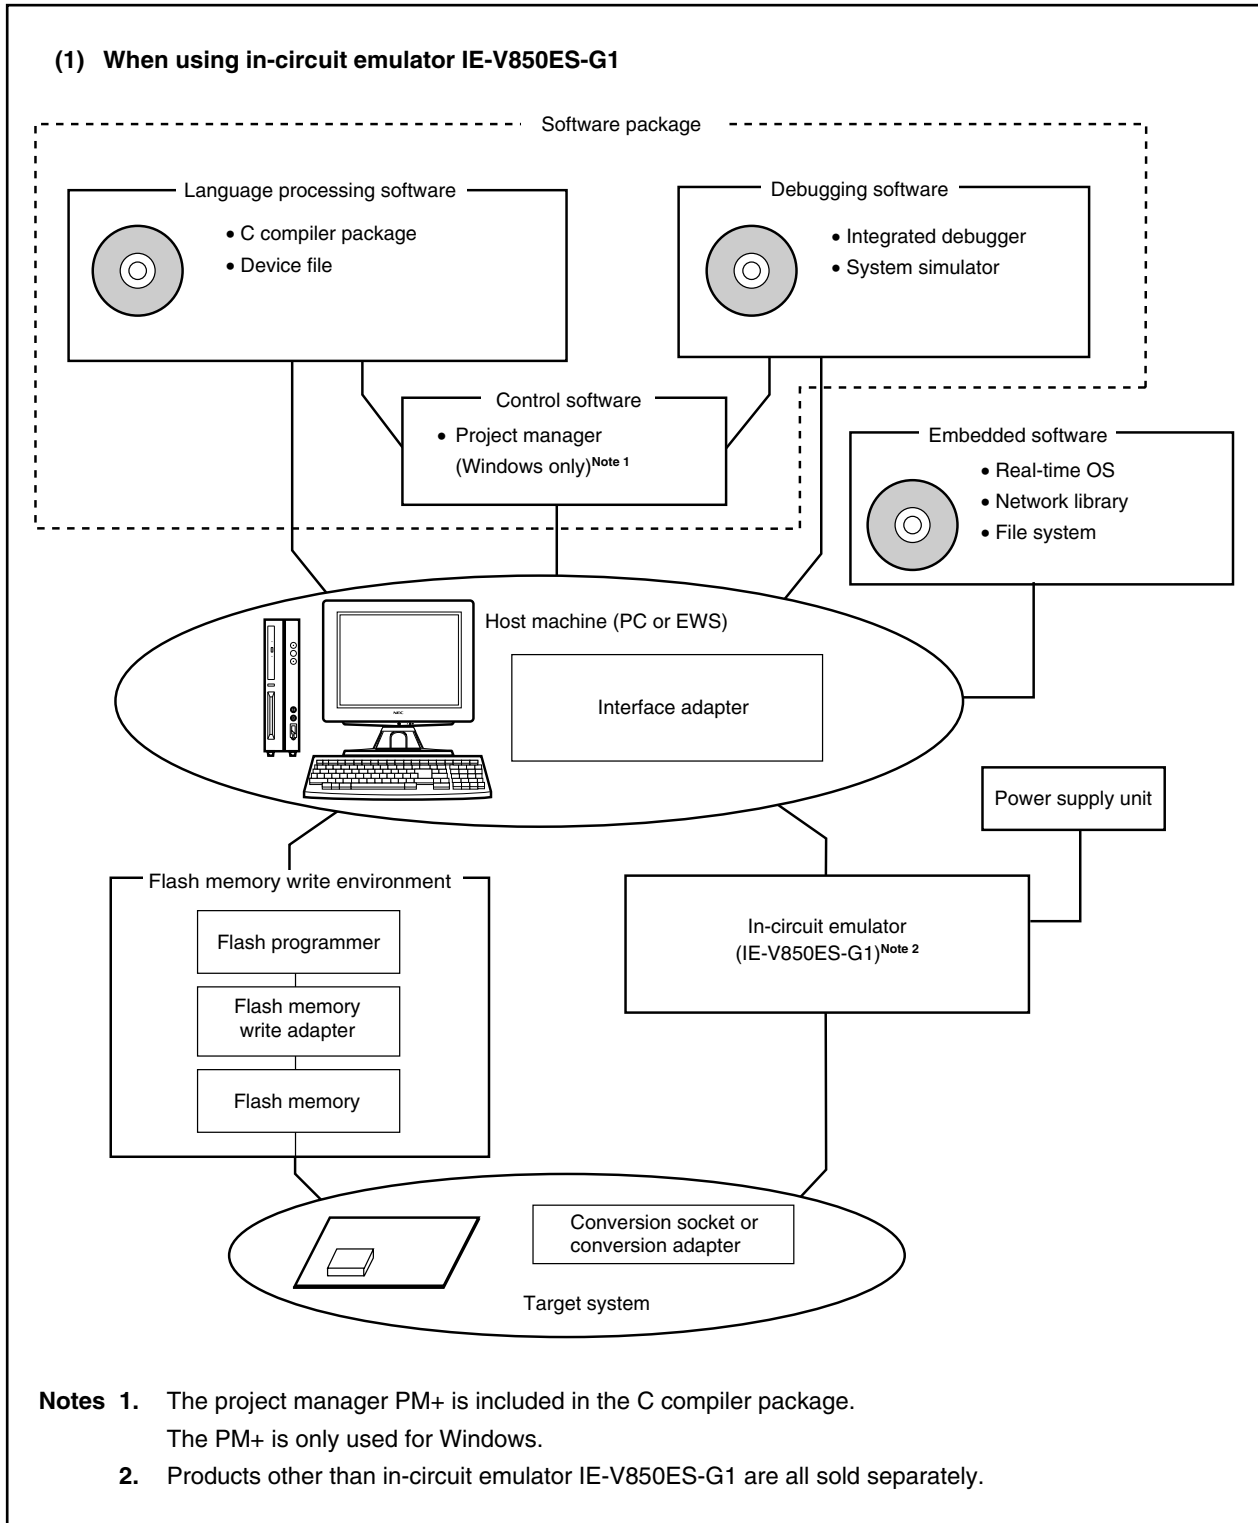 (1) When using in-circuit emulator IE-V850ES-G1
Software package
Language processing software
• C compiler package
• Device file
Debugging software
• Integrated debugger
• System simulator
Control software
• Project manager
(Windows only)Note 1
Embedded software
• Real-time OS
• Network library
• File system
Host machine (PC or EWS)
NEC
Interface adapter
Power supply unit
Flash memory write environment
Flash programmer
Flash memory
write adapter
Flash memory
In-circuit emulator
(IE-V850ES-G1)Note 2
Conversion socket or
conversion adapter
Target system
Notes 1. The project manager PM+ is included in the C compiler package.
The PM+ is only used for Windows.
2. Products other than in-circuit emulator IE-V850ES-G1 are all sold separately.